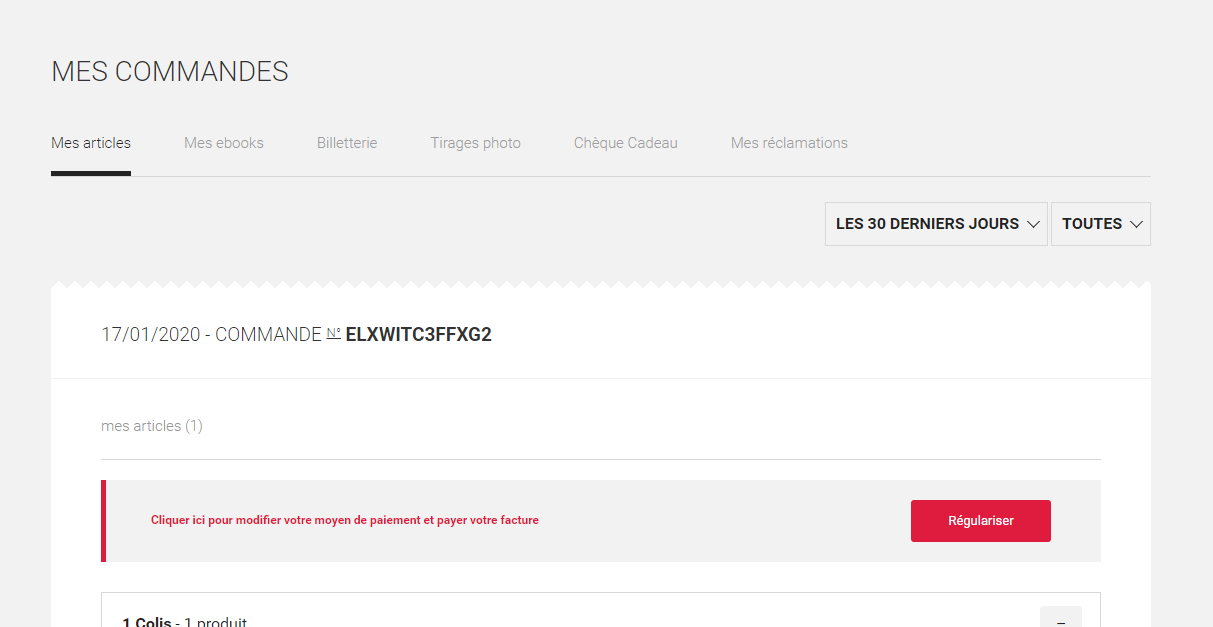 MES COMMANDES
Mes articles Mes ebooks Billetterie Tirages photo Chèque Cadeau Mes réclamations
LES 30 DERNIERS JOURS TOUTES
17/01/2020 - COMMANDE N° ELXWITC3FFXG2
mes articles (1)
Cliquer ici pour modifier votre moyen de paiement et payer votre facture Régulariser
1 Colis - 1 produit –